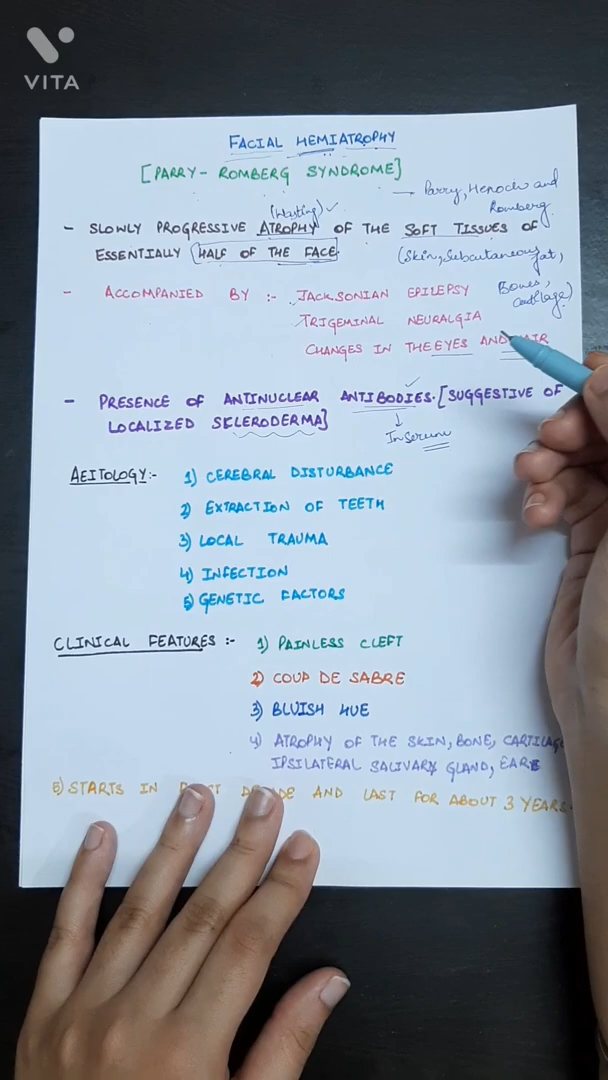 VITA
FACIAL HEMIATROPHY
[PARRY- ROMBERG SYNDROME]
— Parry, Henoch and
Romberg.
(Wasting) ✓
- SLOWLY PROGRESSIVE ATROPHY OF THE SOFT TISSUES OF
ESSENTIALLY HALF OF THE FACE.
(Skin, Subcutaneous fat,
Bones,
Cartilage)
- ACCOMPANIED BY :- JACKSONIAN EPILEPSY
TRIGEMINAL NEURALGIA
CHANGES IN THE EYES AND HAIR
- PRESENCE OF ANTINUCLEAR ANTIBODIES. [SUGGESTIVE OF
LOCALIZED SCLERODERMA]
↓
In Serum
AEITOLOGY:- 1) CEREBRAL DISTURBANCE
2) EXTRACTION OF TEETH
3) LOCAL TRAUMA
4) INFECTION
5) GENETIC FACTORS
CLINICAL FEATURES :- 1) PAINLESS CLEFT
2) COUP DE SABRE
3) BLUISH HUE
4) ATROPHY OF THE SKIN, BONE, CARTILAG
IPSILATERAL SALIVARY GLAND, EARS
5) STARTS IN AND LAST FOR ABOUT 3 YEARS.